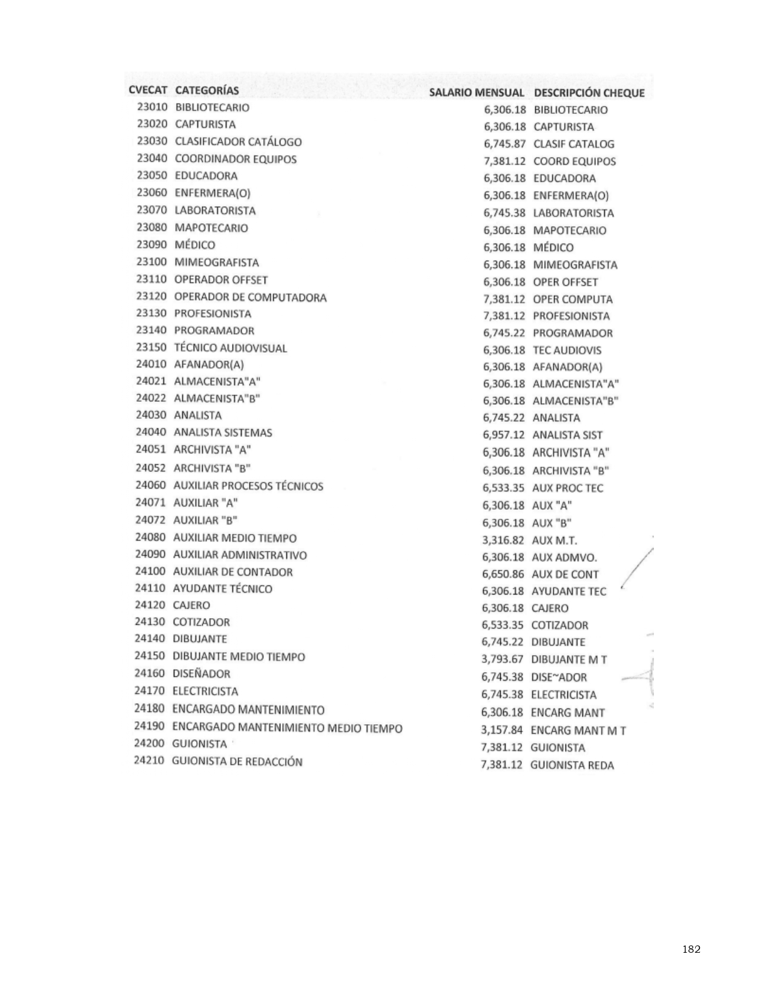 CVECAT CATEGORÍAS SALARIO MENSUAL DESCRIPCIÓN CHEQUE
23010 BIBLIOTECARIO 6,306.18 BIBLIOTECARIO
23020 CAPTURISTA 6,306.18 CAPTURISTA
23030 CLASIFICADOR CATÁLOGO 6,745.87 CLASIF CATALOG
23040 COORDINADOR EQUIPOS 7,381.12 COORD EQUIPOS
23050 EDUCADORA 6,306.18 EDUCADORA
23060 ENFERMERA(O) 6,306.18 ENFERMERA(O)
23070 LABORATORISTA 6,745.38 LABORATORISTA
23080 MAPOTECARIO 6,306.18 MAPOTECARIO
23090 MÉDICO 6,306.18 MÉDICO
23100 MIMEOGRAFISTA 6,306.18 MIMEOGRAFISTA
23110 OPERADOR OFFSET 6,306.18 OPER OFFSET
23120 OPERADOR DE COMPUTADORA 7,381.12 OPER COMPUTA
23130 PROFESIONISTA 7,381.12 PROFESIONISTA
23140 PROGRAMADOR 6,745.22 PROGRAMADOR
23150 TÉCNICO AUDIOVISUAL 6,306.18 TEC AUDIOVIS
24010 AFANADOR(A) 6,306.18 AFANADOR(A)
24021 ALMACENISTA"A" 6,306.18 ALMACENISTA"A"
24022 ALMACENISTA"B" 6,306.18 ALMACENISTA"B"
24030 ANALISTA 6,745.22 ANALISTA
24040 ANALISTA SISTEMAS 6,957.12 ANALISTA SIST
24051 ARCHIVISTA "A" 6,306.18 ARCHIVISTA "A"
24052 ARCHIVISTA "B" 6,306.18 ARCHIVISTA "B"
24060 AUXILIAR PROCESOS TÉCNICOS 6,533.35 AUX PROC TEC
24071 AUXILIAR "A" 6,306.18 AUX "A"
24072 AUXILIAR "B" 6,306.18 AUX "B"
24080 AUXILIAR MEDIO TIEMPO 3,316.82 AUX M.T.
24090 AUXILIAR ADMINISTRATIVO 6,306.18 AUX ADMVO.
24100 AUXILIAR DE CONTADOR 6,650.86 AUX DE CONT
24110 AYUDANTE TÉCNICO 6,306.18 AYUDANTE TEC
24120 CAJERO 6,306.18 CAJERO
24130 COTIZADOR 6,533.35 COTIZADOR
24140 DIBUJANTE 6,745.22 DIBUJANTE
24150 DIBUJANTE MEDIO TIEMPO 3,793.67 DIBUJANTE M T
24160 DISEÑADOR 6,745.38 DISE~ADOR
24170 ELECTRICISTA 6,745.38 ELECTRICISTA
24180 ENCARGADO MANTENIMIENTO 6,306.18 ENCARG MANT
24190 ENCARGADO MANTENIMIENTO MEDIO TIEMPO 3,157.84 ENCARG MANT M T
24200 GUIONISTA 7,381.12 GUIONISTA
24210 GUIONISTA DE REDACCIÓN 7,381.12 GUIONISTA REDA
182